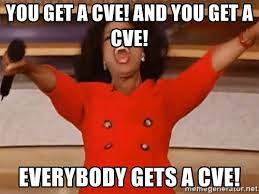 YOU GET A CVE! AND YOU GET A
CVE!
EVERYBODY GETS A CVE!
memegenerator.net